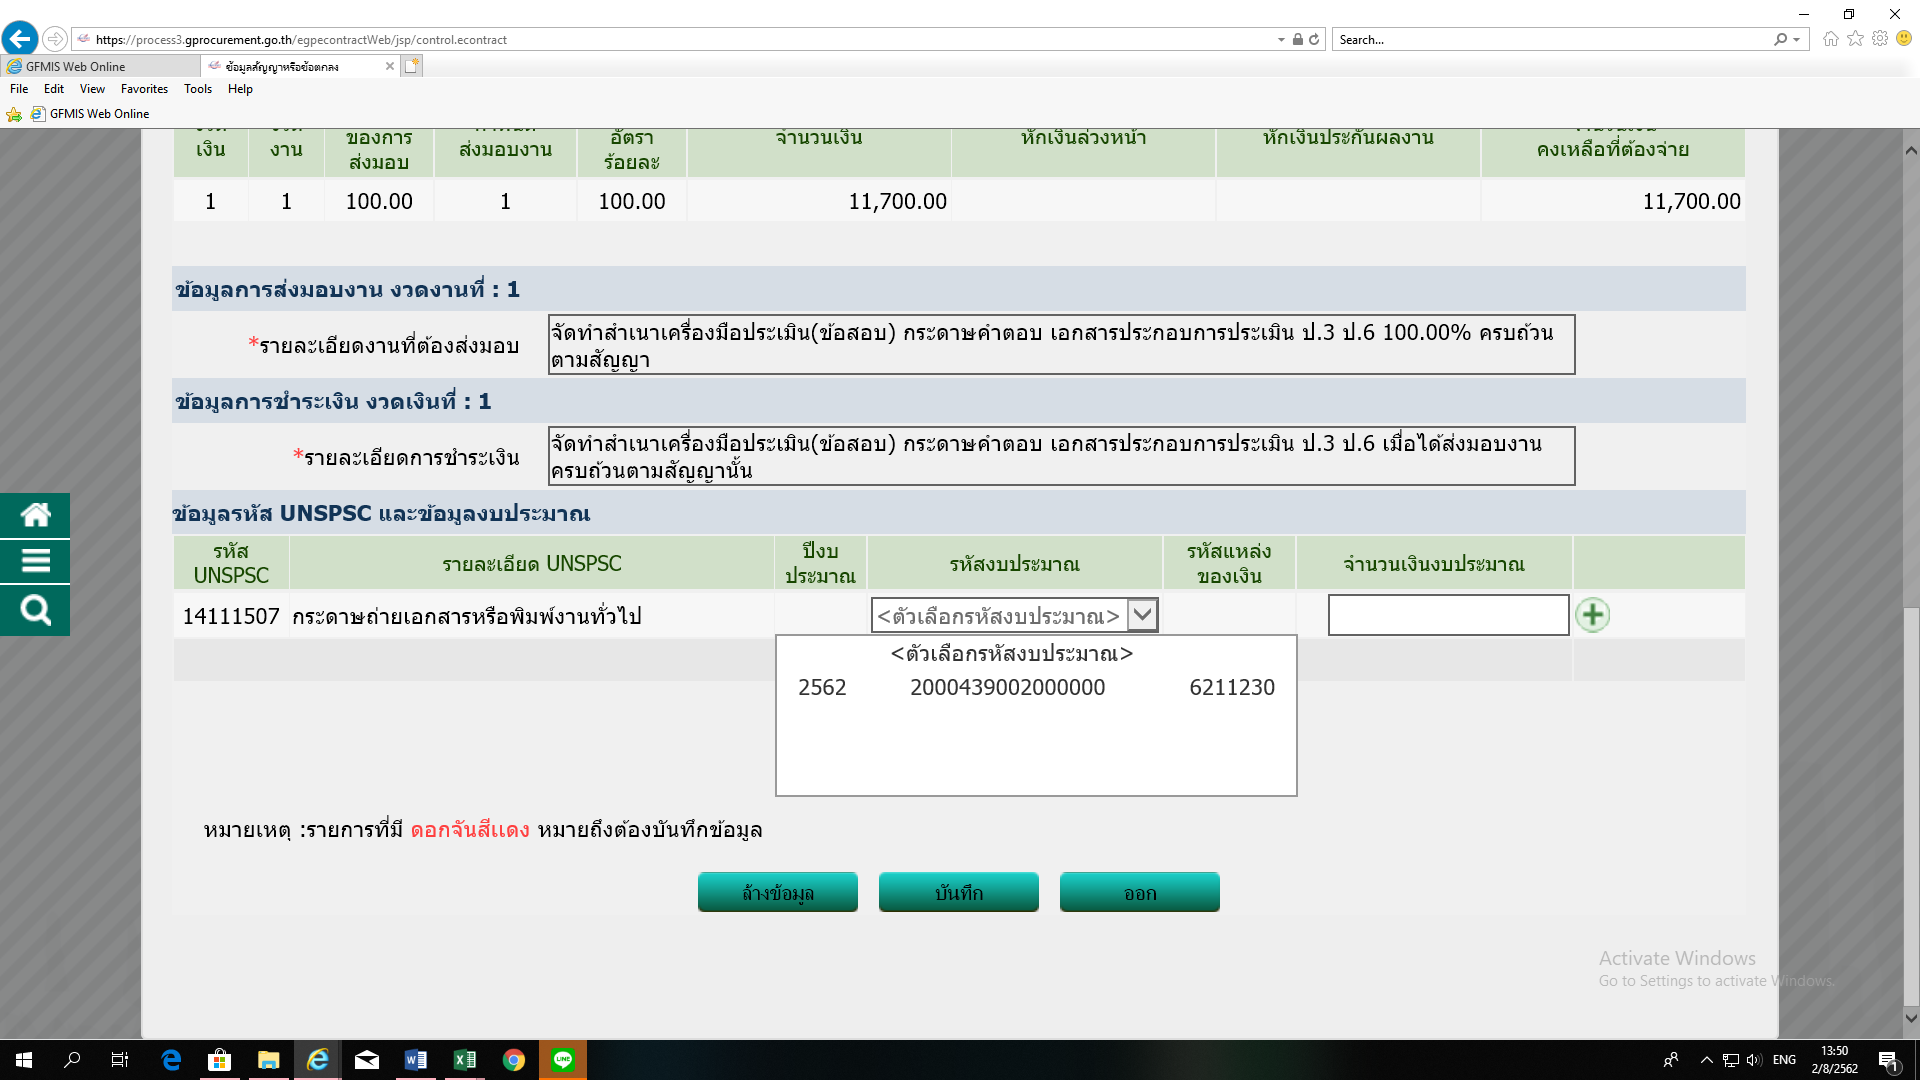 https://process3.gprocurement.go.th/egpecontractWeb/jsp/control.econtract
Search...
GFMIS Web Online
ข้อมูลสัญญาหรือข้อตกลง
File Edit View Favorites Tools Help
GFMIS Web Online
เงิน
งาน
ของการ
ส่งมอบ
ส่งมอบงาน
อัตรา
ร้อยละ
จำนวนเงิน
หักเงินล่วงหน้า
หักเงินประกันผลงาน
คงเหลือที่ต้องจ่าย
1 1 100.00 1 100.00 11,700.00 11,700.00
ข้อมูลการส่งมอบงาน งวดงานที่ : 1
*รายละเอียดงานที่ต้องส่งมอบ
จัดทำสำเนาเครื่องมือประเมิน(ข้อสอบ) กระดาษคำตอบ เอกสารประกอบการประเมิน ป.3 ป.6 100.00% ครบถ้วน
ตามสัญญา
ข้อมูลการชำระเงิน งวดเงินที่ : 1
*รายละเอียดการชำระเงิน
จัดทำสำเนาเครื่องมือประเมิน(ข้อสอบ) กระดาษคำตอบ เอกสารประกอบการประเมิน ป.3 ป.6 เมื่อได้ส่งมอบงาน
ครบถ้วนตามสัญญานั้น
ข้อมูลรหัส UNSPSC และข้อมูลงบประมาณ
รหัส
UNSPSC
รายละเอียด UNSPSC
ปีงบ
ประมาณ
รหัสงบประมาณ
รหัสแหล่ง
ของเงิน
จำนวนเงินงบประมาณ
14111507 กระดาษถ่ายเอกสารหรือพิมพ์งานทั่วไป <ตัวเลือกรหัสงบประมาณ>
<ตัวเลือกรหัสงบประมาณ>
2562 2000439002000000 6211230
หมายเหตุ :รายการที่มี ดอกจันสีแดง หมายถึงต้องบันทึกข้อมูล
ล้างข้อมูล บันทึก ออก
Activate Windows
Go to Settings to activate Windows.
ENG
13:50
2/8/2562
1